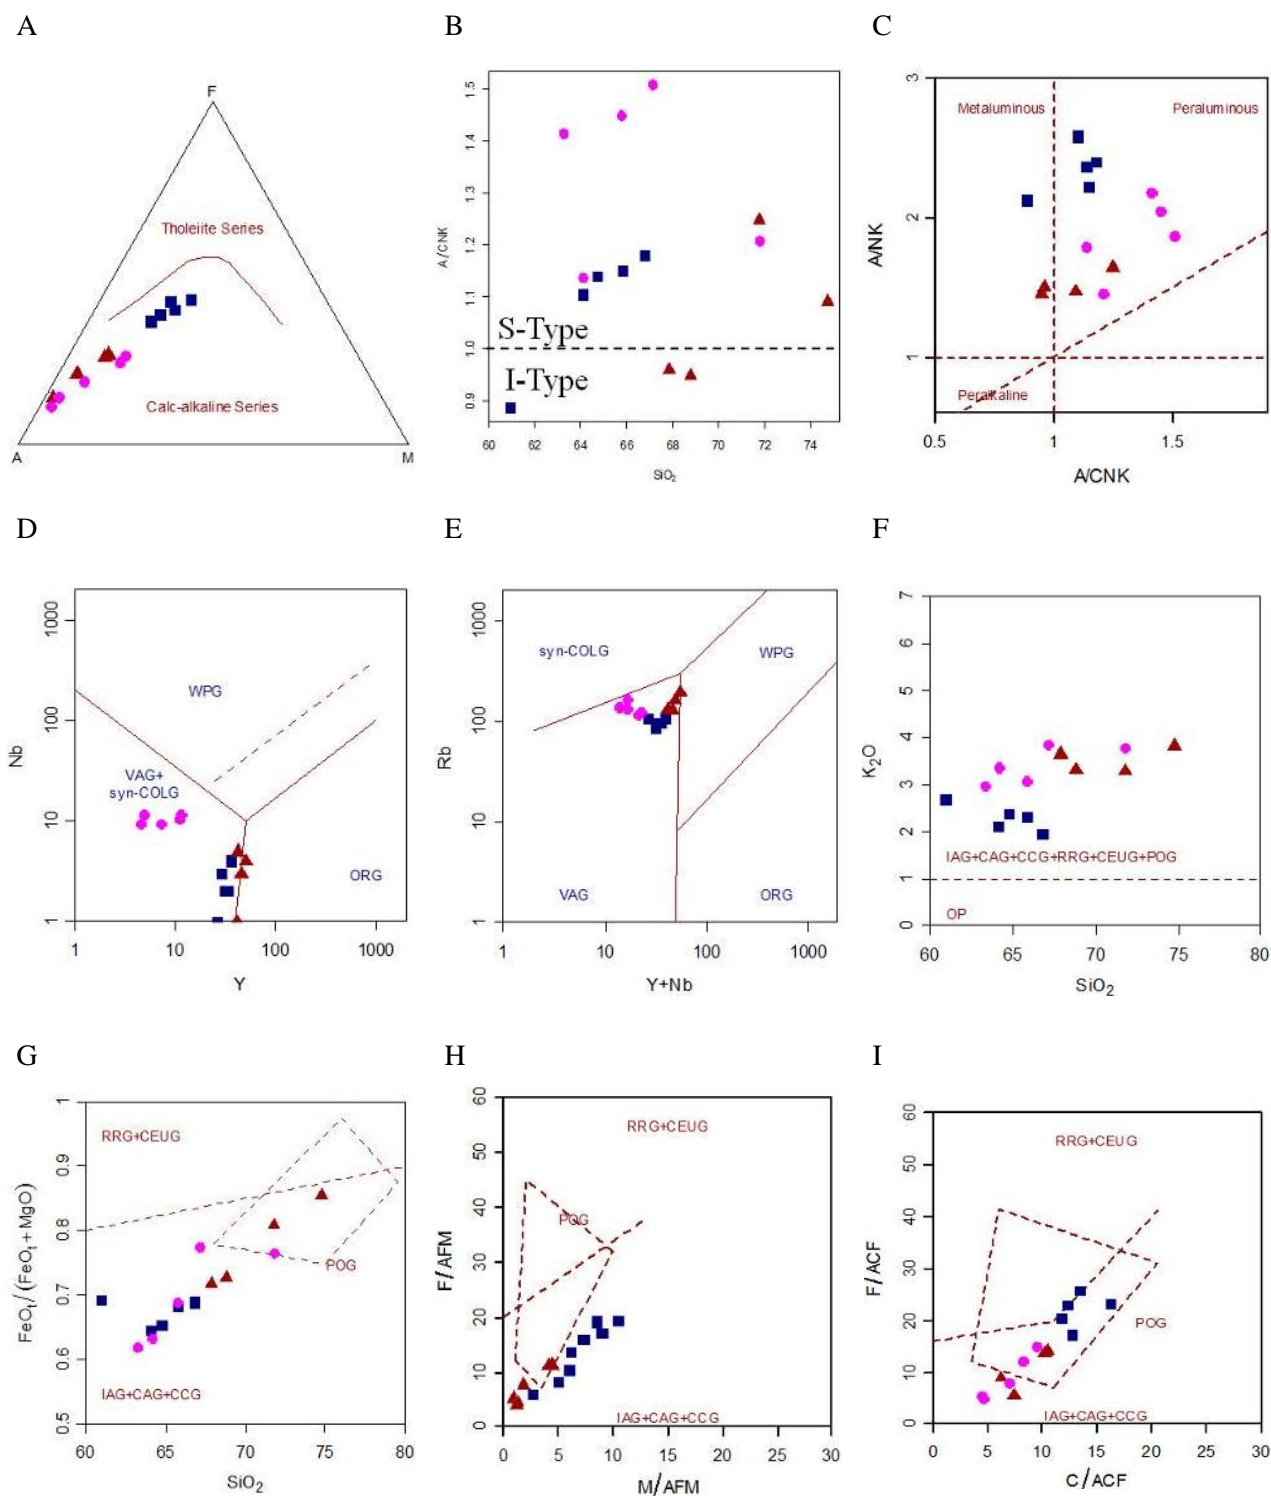 A
F
Tholeiite Series
Calc-alkaline Series
A
M
B
1.5
1.4
1.3
1.2
1.1
1.0
0.9
A/CNK
S-Type
I-Type
60 62 64 66 68 70 72 74
SiO2
C
3
2
1
A/NK
Metaluminous
Peraluminous
Peralkaline
0.5 1 1.5
A/CNK
D
1000
100
10
1
Nb
WPG
VAG+
syn-COLG
ORG
1 10 100 1000
Y
E
1000
100
10
1
Rb
syn-COLG
WPG
VAG
ORG
1 10 100 1000
Y+Nb
F
7
6
5
4
3
2
1
0
K2O
IAG+CAG+CCG+RRG+CEUG+POG
OP
60 65 70 75 80
SiO2
G
1
0.9
0.8
0.7
0.6
0.5
FeOt/(FeOt+MgO)
RRG+CEUG
POG
IAG+CAG+CCG
60 65 70 75 80
SiO2
H
60
50
40
30
20
10
0
F/AFM
RRG+CEUG
POG
IAG+CAG+CCG
0 5 10 15 20 25 30
M/AFM
I
60
50
40
30
20
10
0
F/ACF
RRG+CEUG
POG
IAG+CAG+CCG
0 5 10 15 20 25 30
C/ACF